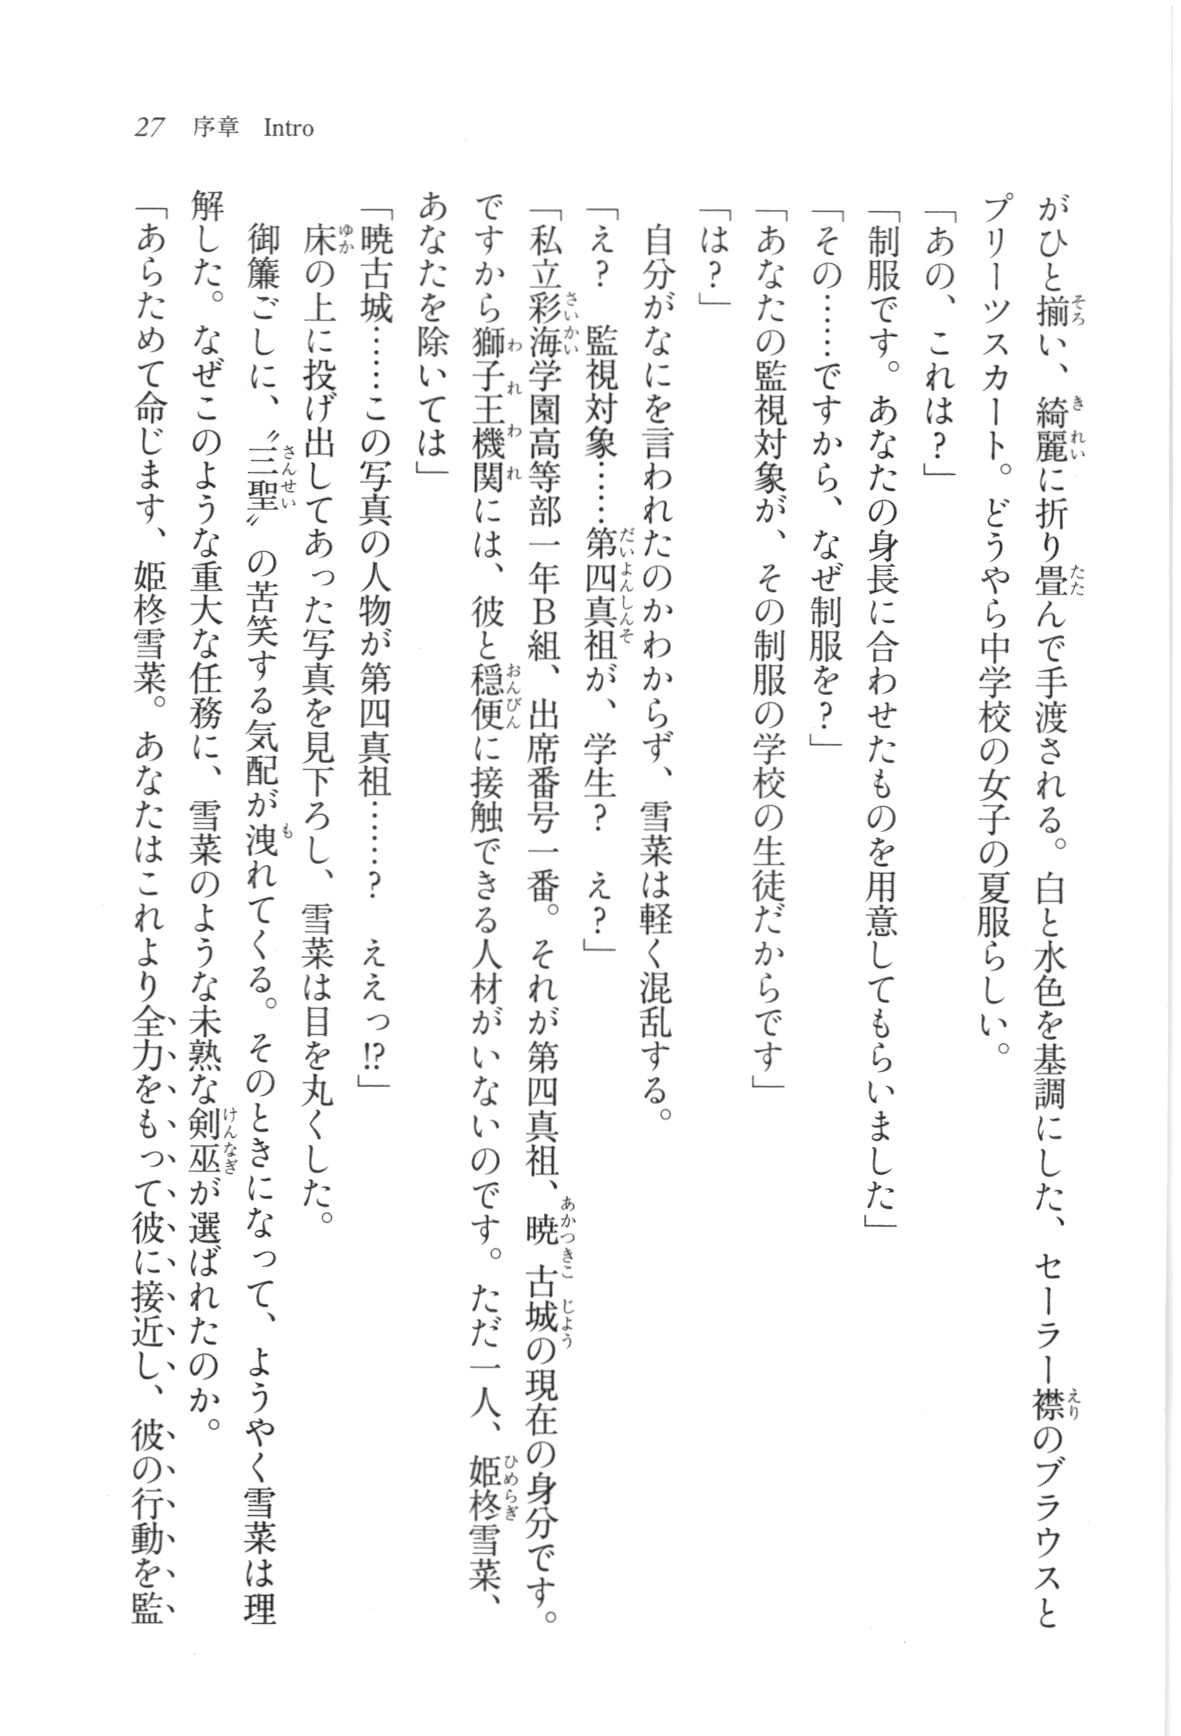 27 序章 Intro
がひと揃い、綺麗に折り畳んで手渡される。白と水色を基調にした、セーラー襟のブラウスと
プリーツスカート。どうやら中学校の女子の夏服らしい。
「あの、これは？」
「制服です。あなたの身長に合わせたものを用意してもらいました」
「その……ですから、なぜ制服を？」
「あなたの監視対象が、その制服の学校の生徒だからです」
「は？」
自分がなにを言われたのかわからず、雪菜は軽く混乱する。
「え？　監視対象……第四真祖が、学生？　え？」
「私立彩海学園高等部一年Ｂ組、出席番号一番。それが第四真祖、暁古城の現在の身分です。
ですから獅子王機関には、彼と穏便に接触できる人材がいないのです。ただ一人、姫柊雪菜、
あなたを除いては」
「暁古城……この写真の人物が第四真祖……？　ええっ!?」
床の上に投げ出してあった写真を見下ろし、雪菜は目を丸くした。
御簾ごしに、〝三聖〟の苦笑する気配が洩れてくる。そのときになって、ようやく雪菜は理
解した。なぜこのような重大な任務に、雪菜のような未熟な剣巫が選ばれたのか。
「あらためて命じます、姫柊雪菜。あなたはこれより全力をもって彼に接近し、彼の行動を監